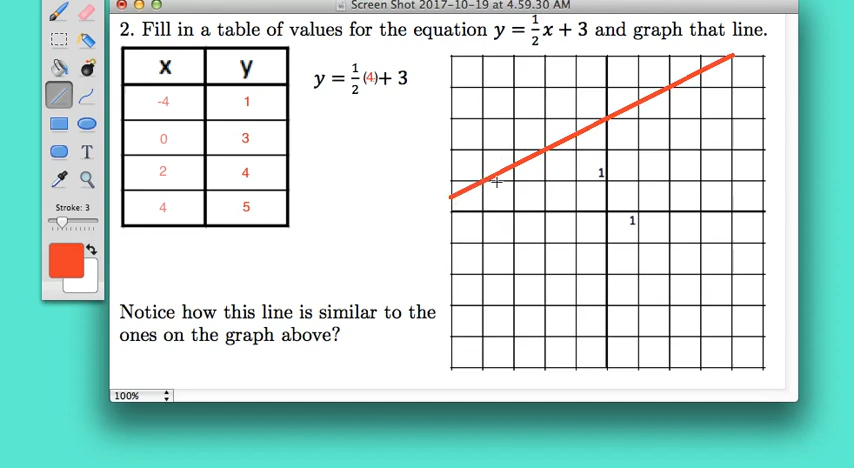 Screen Shot 2017-10-19 at 4.59.30 AM
2. Fill in a table of values for the equation y = 1/2 x + 3 and graph that line.
x y
-4 1
0 3
2 4
4 5
y = 1/2 (4)+ 3
1
1
T
Stroke: 3
Notice how this line is similar to the
ones on the graph above?
100%